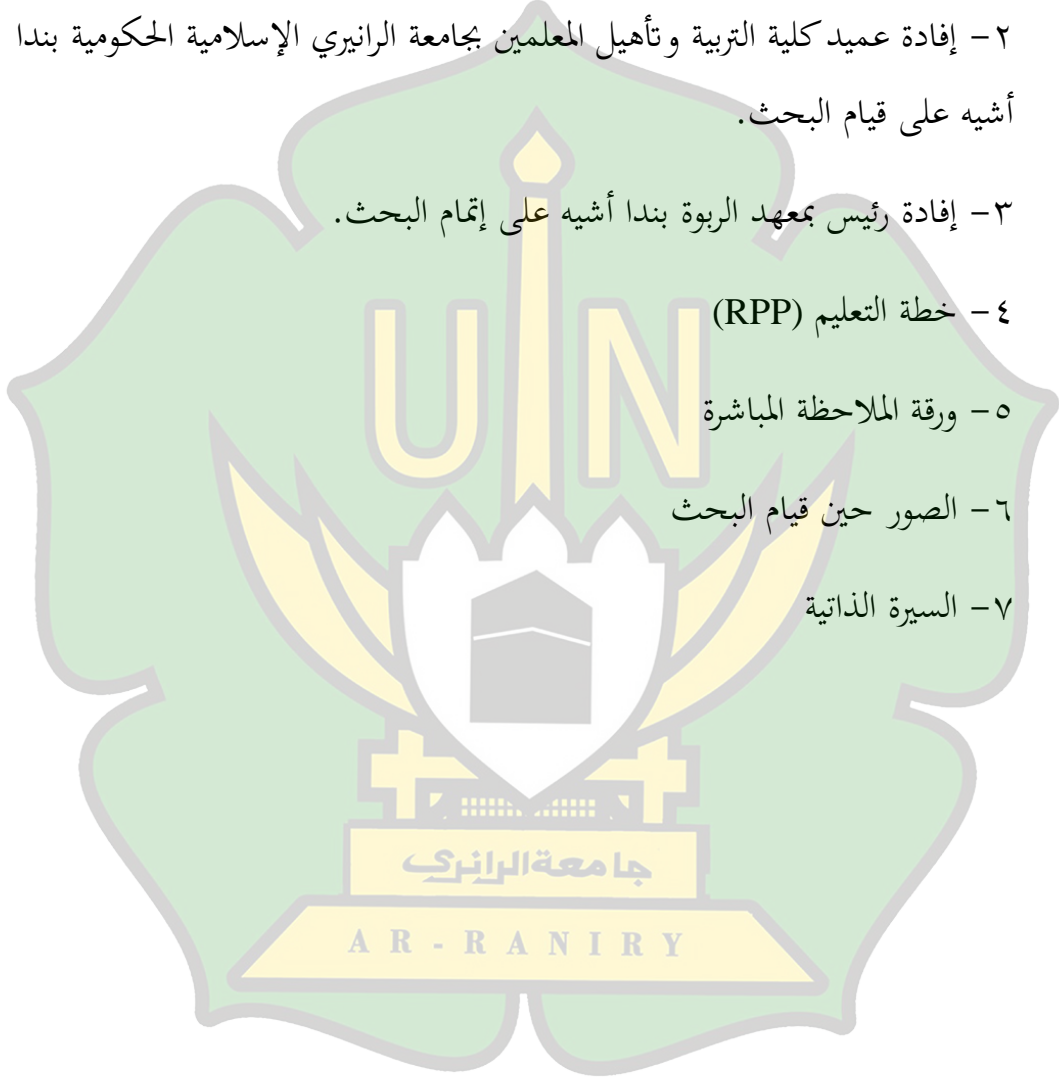 ٢- إفادة عميد كلية التربية وتأهيل المعلمين بجامعة الرانيري الإسلامية الحكومية بندا
أشيه على قيام البحث.
٣- إفادة رئيس بمعهد الربوة بندا أشيه على إتمام البحث.
٤- خطة التعليم (RPP)
٥- ورقة الملاحظة المباشرة
٦- الصور حين قيام البحث
٧- السيرة الذاتية
UIN
جامعة الرانري
AR-RANIRY